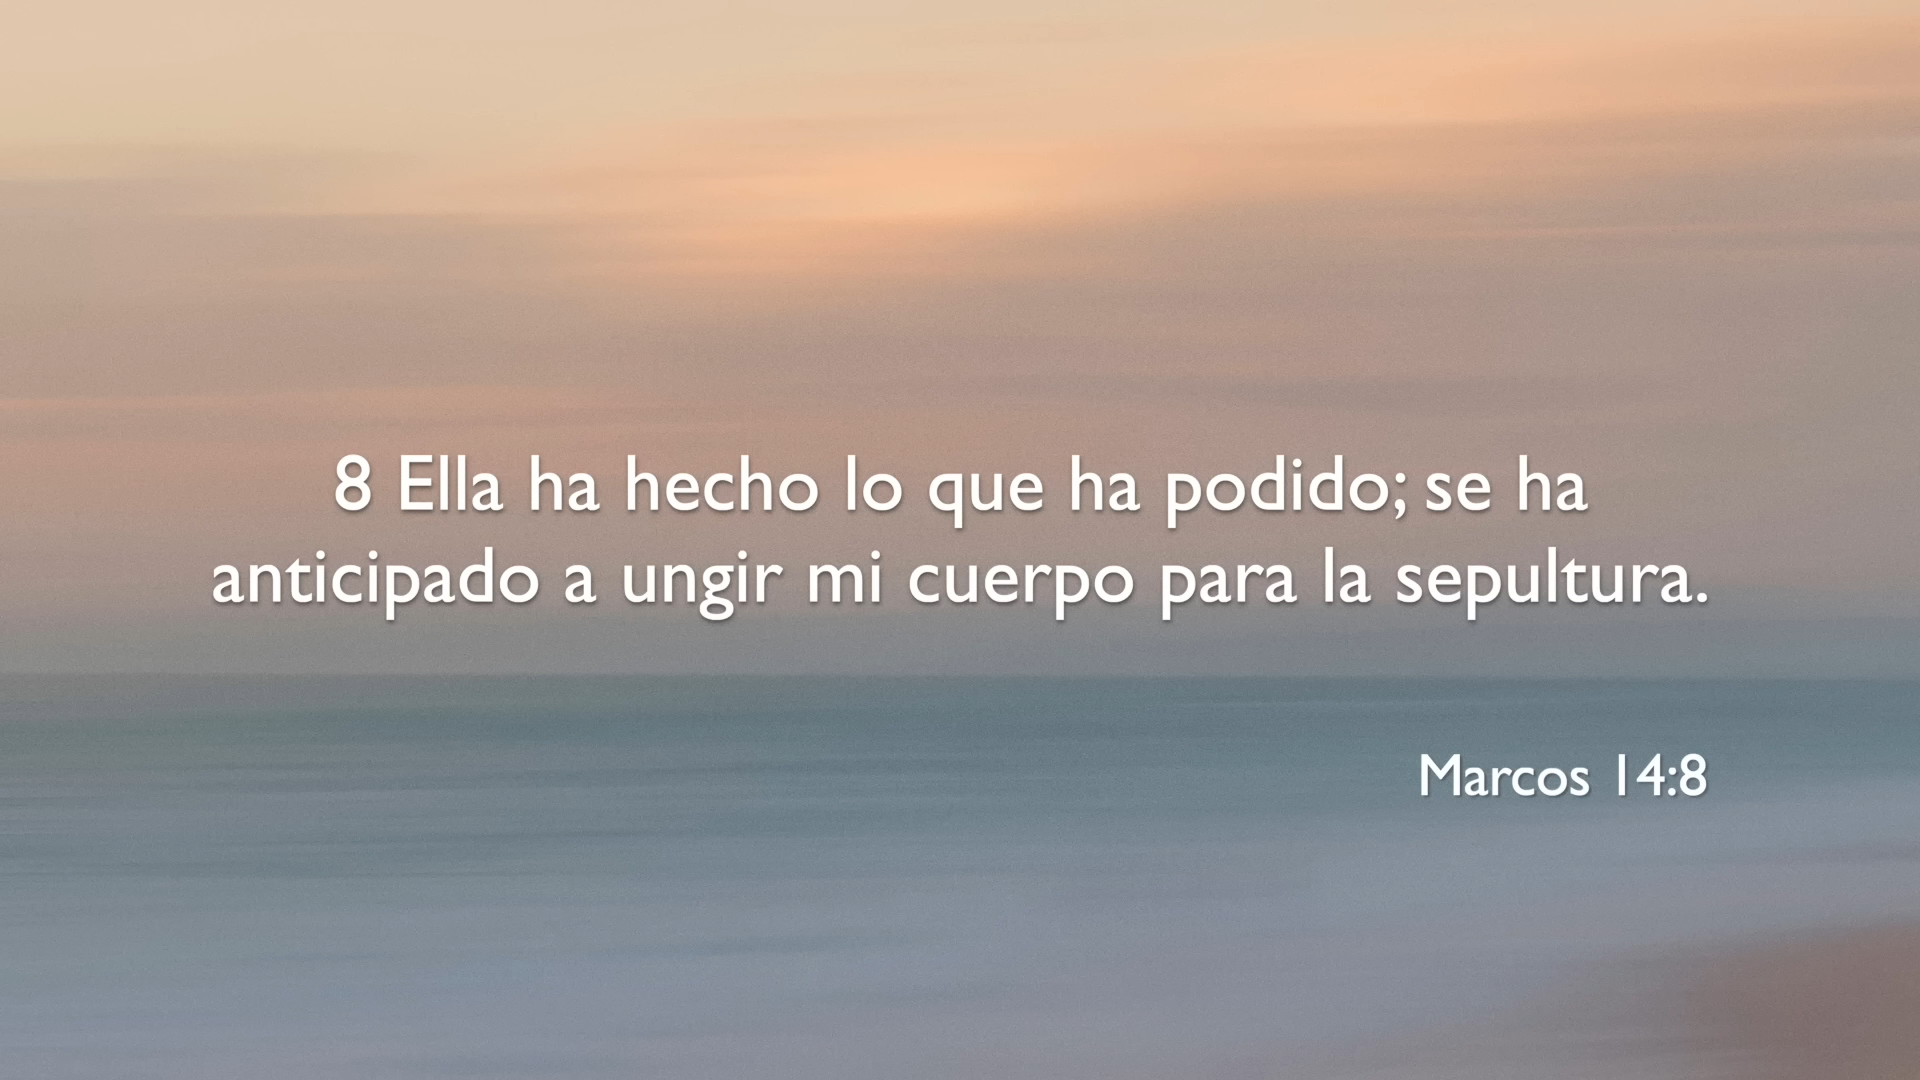 8 Ella ha hecho lo que ha podido; se ha
anticipado a ungir mi cuerpo para la sepultura.
Marcos 14:8